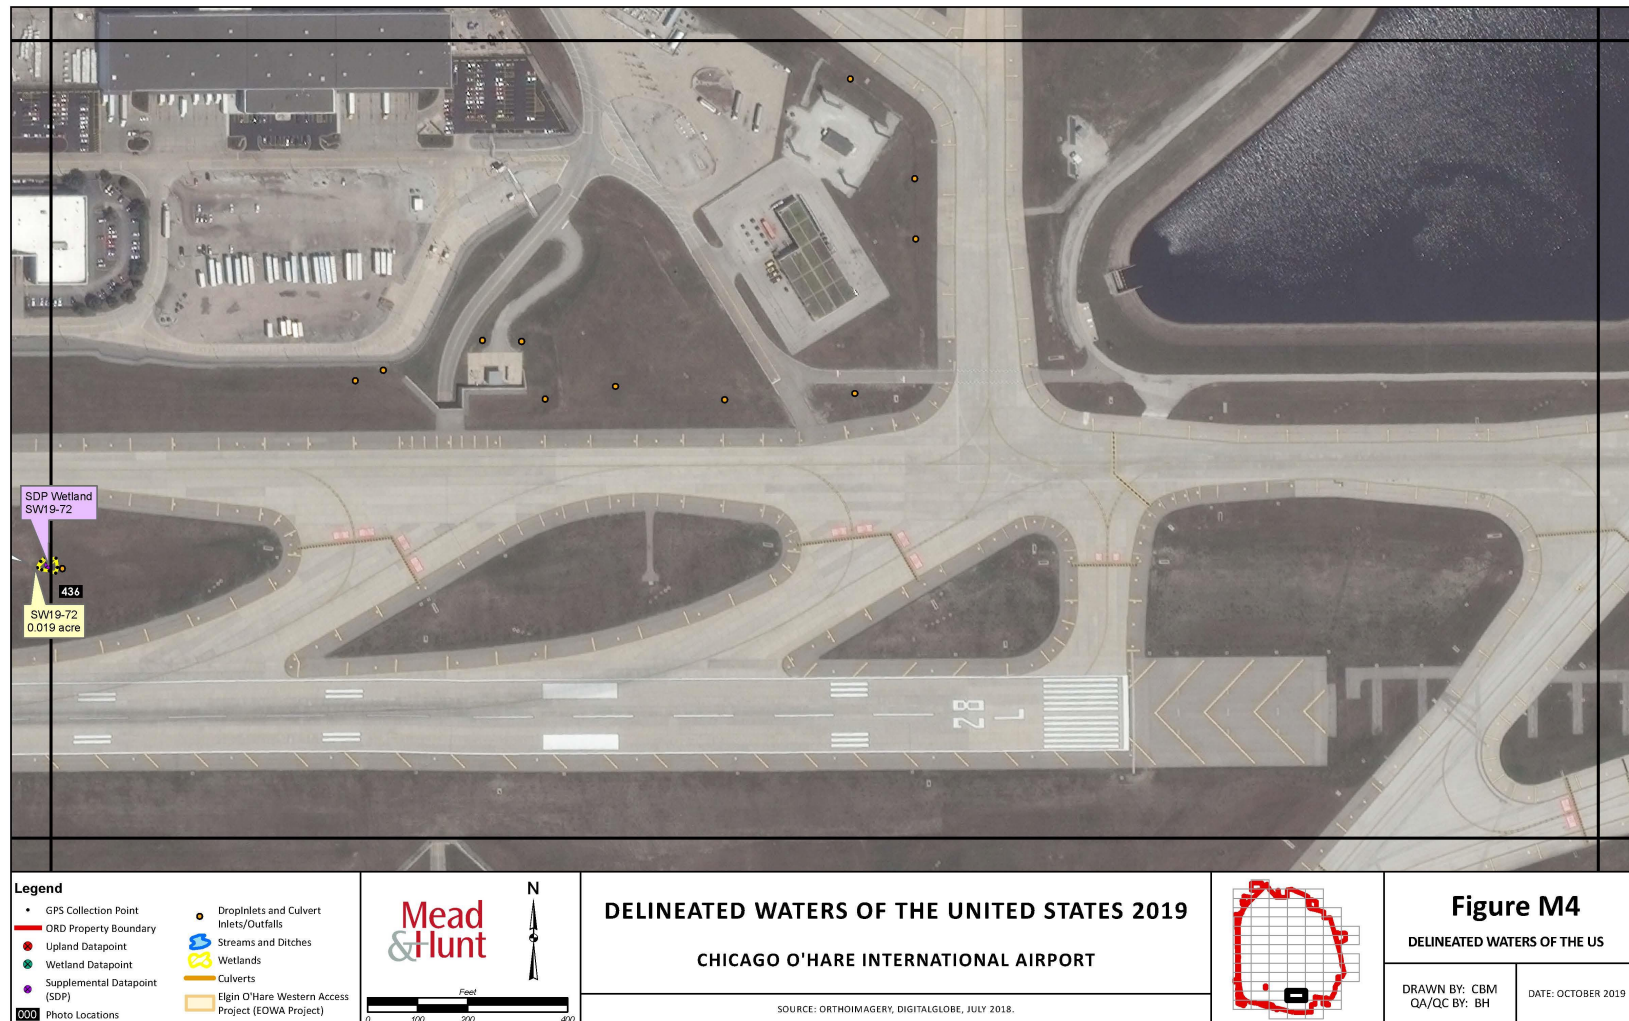 SDP Wetland
SW19-72
436
SW19-72
0.019 acre
28
L
Legend
GPS Collection Point
ORD Property Boundary
Upland Datapoint
Wetland Datapoint
Supplemental Datapoint
(SDP)
000 Photo Locations
DropInlets and Culvert
Inlets/Outfalls
Streams and Ditches
Wetlands
Culverts
Elgin O'Hare Western Access
Project (EOWA Project)
Mead
&Hunt
N
Feet
0 100 200 400
DELINEATED WATERS OF THE UNITED STATES 2019
CHICAGO O'HARE INTERNATIONAL AIRPORT
SOURCE: ORTHOIMAGERY, DIGITALGLOBE, JULY 2018.
Figure M4
DELINEATED WATERS OF THE US
DRAWN BY: CBM
QA/QC BY: BH
DATE: OCTOBER 2019